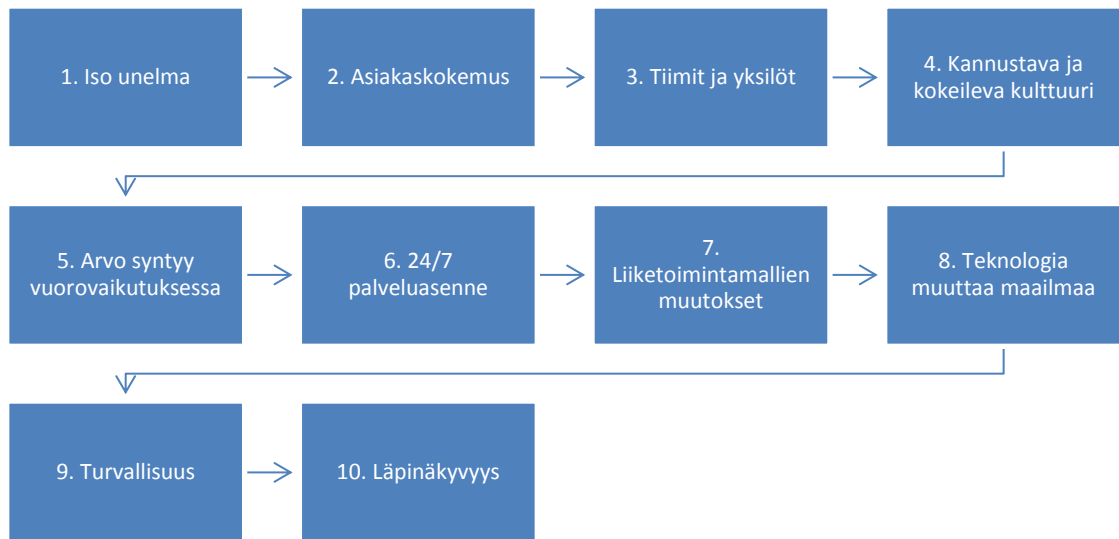 1. Iso unelma
2. Asiakaskokemus
3. Tiimit ja yksilöt
4. Kannustava ja
kokeileva kulttuuri
5. Arvo syntyy
vuorovaikutuksessa
6. 24/7
palveluasenne
7.
Liiketoimintamallien
muutokset
8. Teknologia
muuttaa maailmaa
9. Turvallisuus
10. Läpinäkyvyys